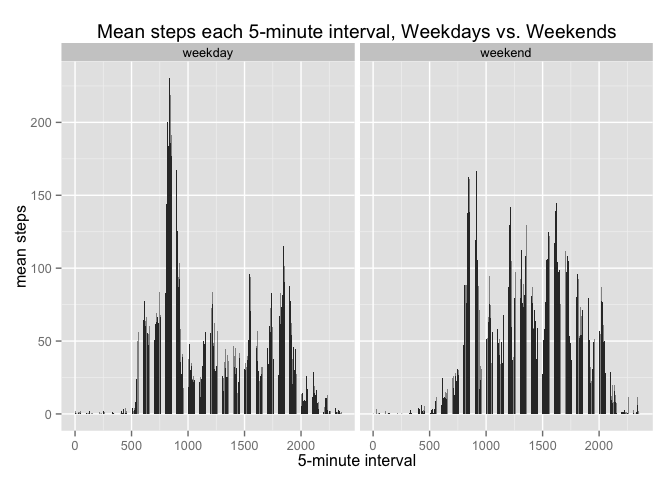 Mean steps each 5-minute interval, Weekdays vs. Weekends
weekday
weekend
mean steps
200
150
100
50
0
0 500 1000 1500 2000
0 500 1000 1500 2000
5-minute interval